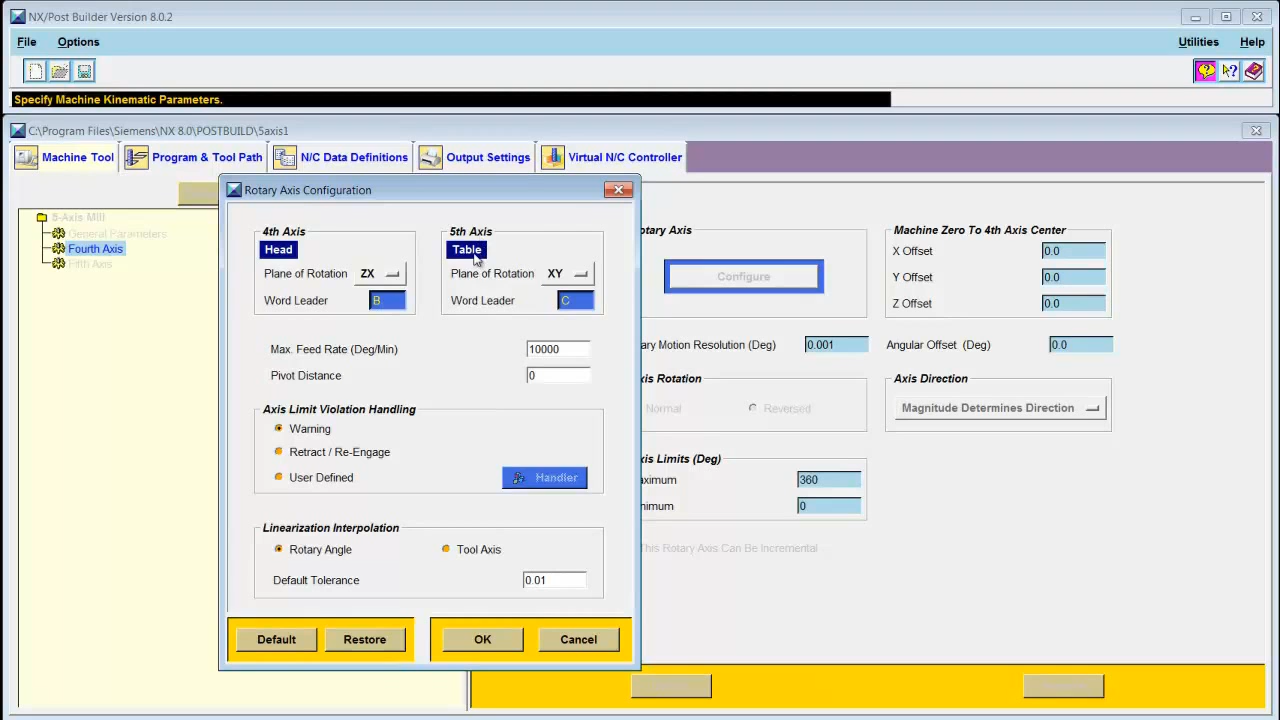 NX/Post Builder Version 8.0.2
File Options Utilities Help
Specify Machine Kinematic Parameters.
C:\Program Files\Siemens\NX 8.0\POSTBUILD\5axis1
Machine Tool Program & Tool Path N/C Data Definitions Output Settings Virtual N/C Controller
Rotary Axis Configuration
5-Axis Mill
General Parameters
Fourth Axis
Fifth Axis
4th Axis
Head
Plane of Rotation ZX
Word Leader B
5th Axis
Table
Plane of Rotation XY
Word Leader C
Max. Feed Rate (Deg/Min) 10000
Pivot Distance 0
Axis Limit Violation Handling
Warning
Retract / Re-Engage
User Defined Handler
Linearization Interpolation
Rotary Angle Tool Axis
Default Tolerance 0.01
Default Restore OK Cancel
otary Axis
Configure
Machine Zero To 4th Axis Center
X Offset 0.0
Y Offset 0.0
Z Offset 0.0
ary Motion Resolution (Deg) 0.001
Angular Offset (Deg) 0.0
xis Rotation
Normal Reversed
Axis Direction
Magnitude Determines Direction
xis Limits (Deg)
aximum 360
nimum 0
This Rotary Axis Can Be Incremental